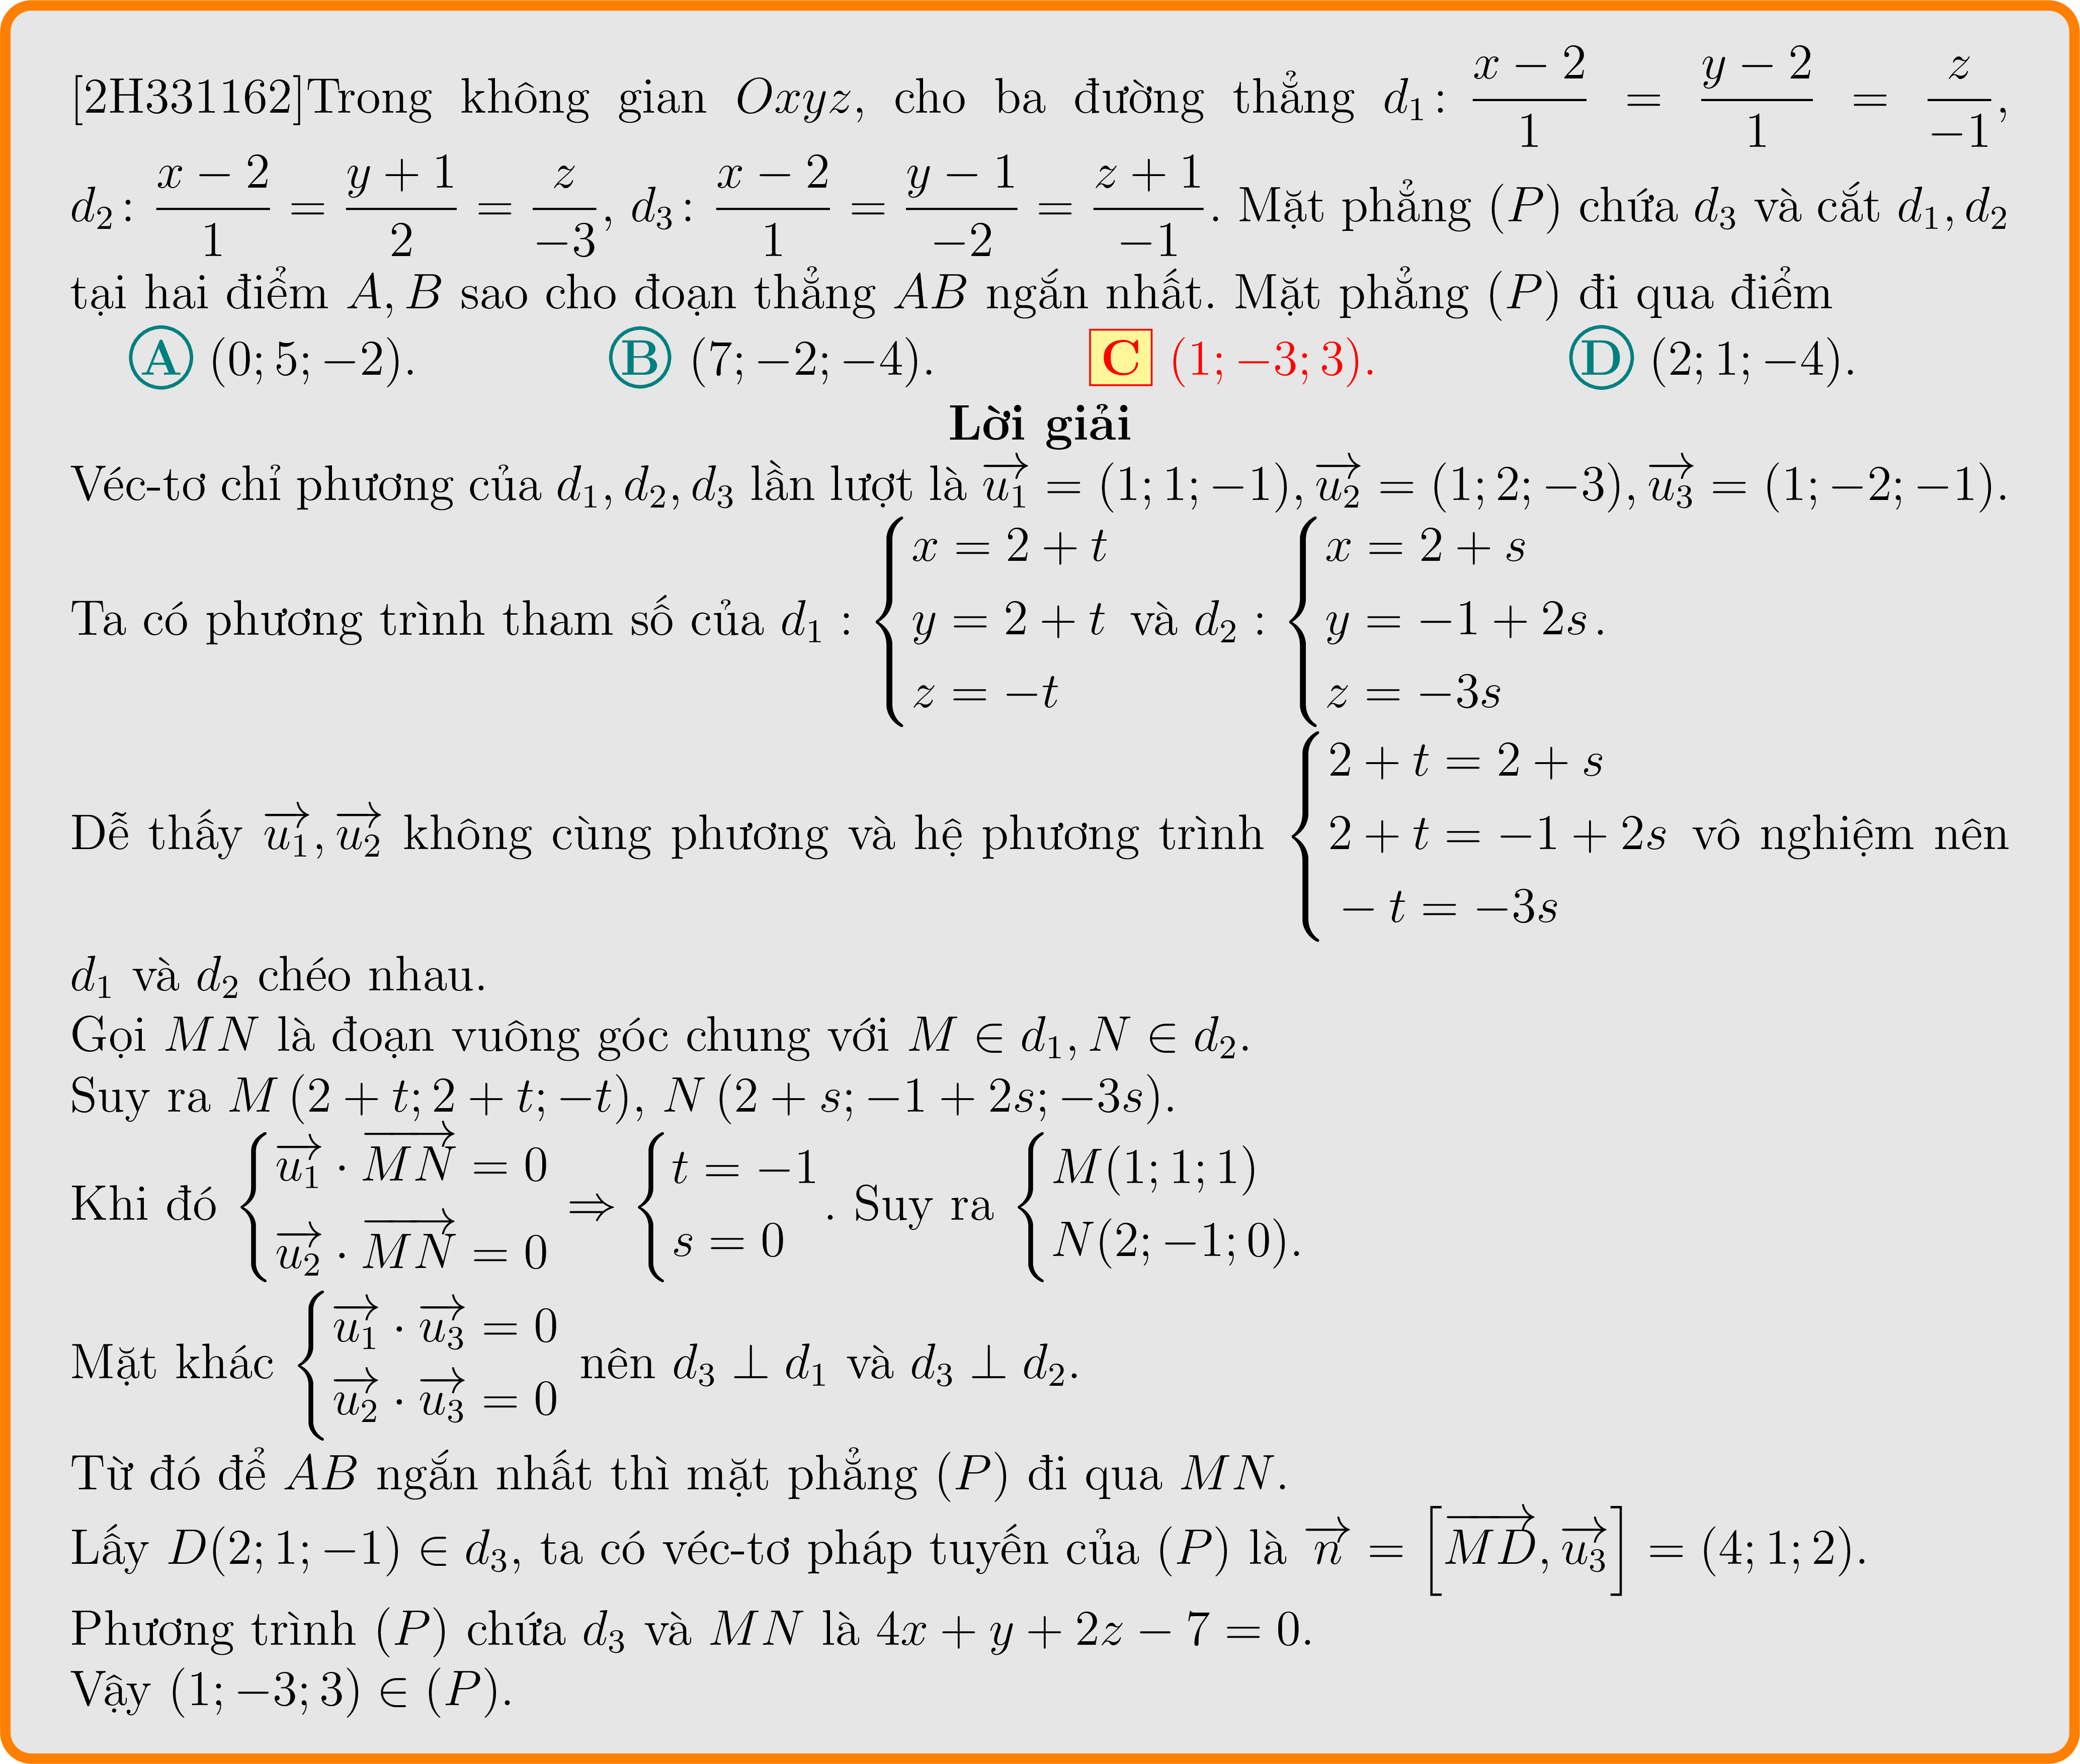 [2H331162]Trong không gian $Oxyz$, cho ba đường thẳng $d_1\colon \dfrac{x-2}{1} = \dfrac{y-2}{1} = \dfrac{z}{-1}$,
$d_2\colon \dfrac{x-2}{1} = \dfrac{y+1}{2} = \dfrac{z}{-3}$, $d_3\colon \dfrac{x-2}{1} = \dfrac{y-1}{-2} = \dfrac{z+1}{-1}$. Mặt phẳng $(P)$ chứa $d_3$ và cắt $d_1, d_2$
tại hai điểm $A, B$ sao cho đoạn thẳng $AB$ ngắn nhất. Mặt phẳng $(P)$ đi qua điểm
A $(0; 5; -2)$. B $(7; -2; -4)$. C $(1; -3; 3)$. D $(2; 1; -4)$.
Lời giải
Véc-tơ chỉ phương của $d_1, d_2, d_3$ lần lượt là $\overrightarrow{u_1} = (1; 1; -1), \overrightarrow{u_2} = (1; 2; -3), \overrightarrow{u_3} = (1; -2; -1)$.
Ta có phương trình tham số của $d_1 : \begin{cases} x = 2 + t \\ y = 2 + t \\ z = -t \end{cases}$ và $d_2 : \begin{cases} x = 2 + s \\ y = -1 + 2s \\ z = -3s \end{cases}$.
Dễ thấy $\overrightarrow{u_1}, \overrightarrow{u_2}$ không cùng phương và hệ phương trình $\begin{cases} 2 + t = 2 + s \\ 2 + t = -1 + 2s \\ -t = -3s \end{cases}$ vô nghiệm nên
$d_1$ và $d_2$ chéo nhau.
Gọi $MN$ là đoạn vuông góc chung với $M \in d_1, N \in d_2$.
Suy ra $M(2 + t; 2 + t; -t)$, $N(2 + s; -1 + 2s; -3s)$.
Khi đó $\begin{cases} \overrightarrow{u_1} \cdot \overrightarrow{MN} = 0 \\ \overrightarrow{u_2} \cdot \overrightarrow{MN} = 0 \end{cases} \Rightarrow \begin{cases} t = -1 \\ s = 0 \end{cases}$. Suy ra $\begin{cases} M(1; 1; 1) \\ N(2; -1; 0). \end{cases}$
Mặt khác $\begin{cases} \overrightarrow{u_1} \cdot \overrightarrow{u_3} = 0 \\ \overrightarrow{u_2} \cdot \overrightarrow{u_3} = 0 \end{cases}$ nên $d_3 \perp d_1$ và $d_3 \perp d_2$.
Từ đó để $AB$ ngắn nhất thì mặt phẳng $(P)$ đi qua $MN$.
Lấy $D(2; 1; -1) \in d_3$, ta có véc-tơ pháp tuyến của $(P)$ là $\overrightarrow{n} = \left[\overrightarrow{MD}, \overrightarrow{u_3}\right] = (4; 1; 2)$.
Phương trình $(P)$ chứa $d_3$ và $MN$ là $4x + y + 2z - 7 = 0$.
Vậy $(1; -3; 3) \in (P)$.